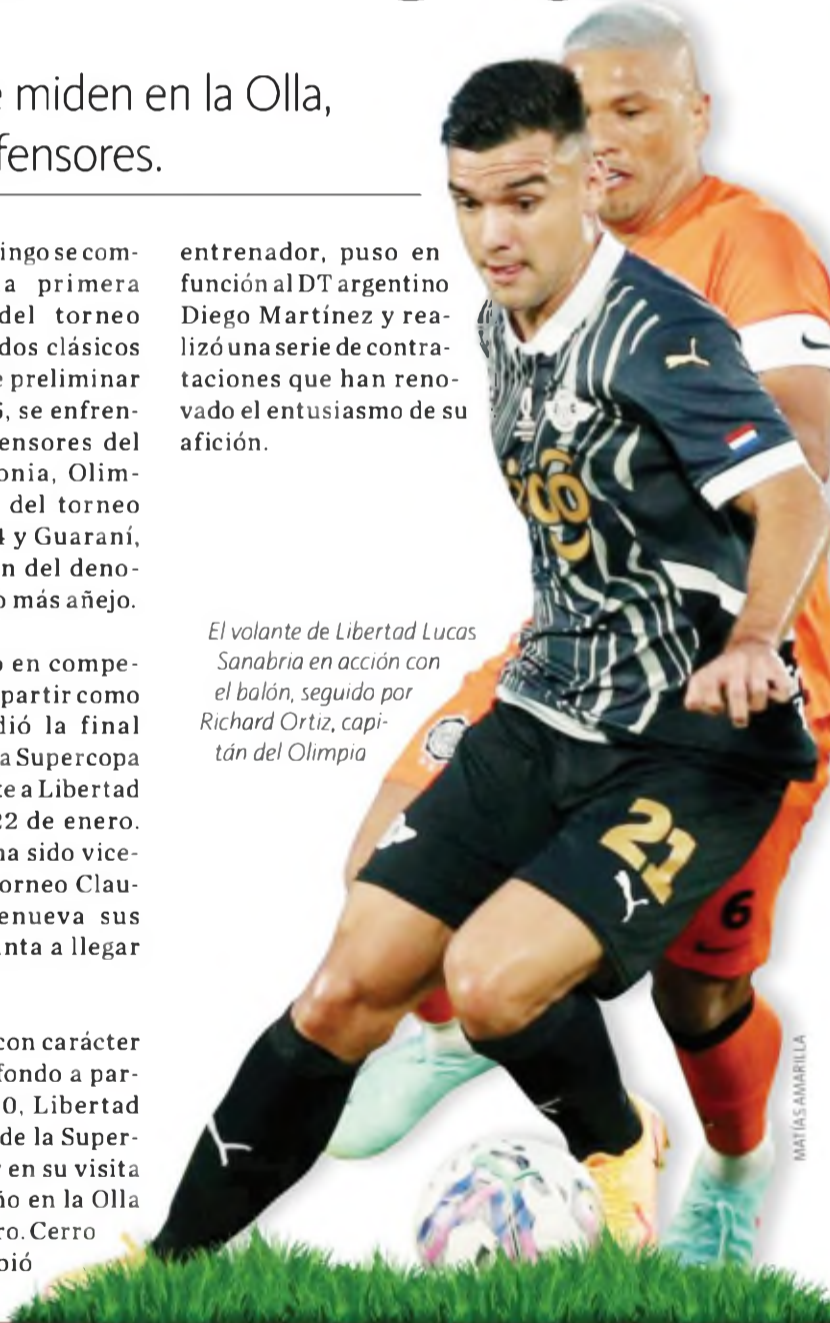 e miden en la Olla,
fensores.
ingo se com-
a primera
del torneo
dos clásicos
e preliminar
, se enfren-
ensores del
onia, Olim-
del torneo
y Guaraní,
n del deno-
o más añejo.
o en compe-
partir como
dió la final
a Supercopa
te a Libertad
22 de enero.
ha sido vice-
orneo Clau-
enueva sus
nta a llegar
con carácter
fondo a par-
0, Libertad
de la Super-
en su visita
ño en la Olla
ro. Cerro
bió
entrenador, puso en
función al DT argentino
Diego Martínez y rea-
lizó una serie de contra-
taciones que han reno-
vado el entusiasmo de su
afición.
El volante de Libertad Lucas
Sanabria en acción con
el balón, seguido por
Richard Ortiz, capi-
tán del Olimpia
21
6
MATÍAS AMARILLA